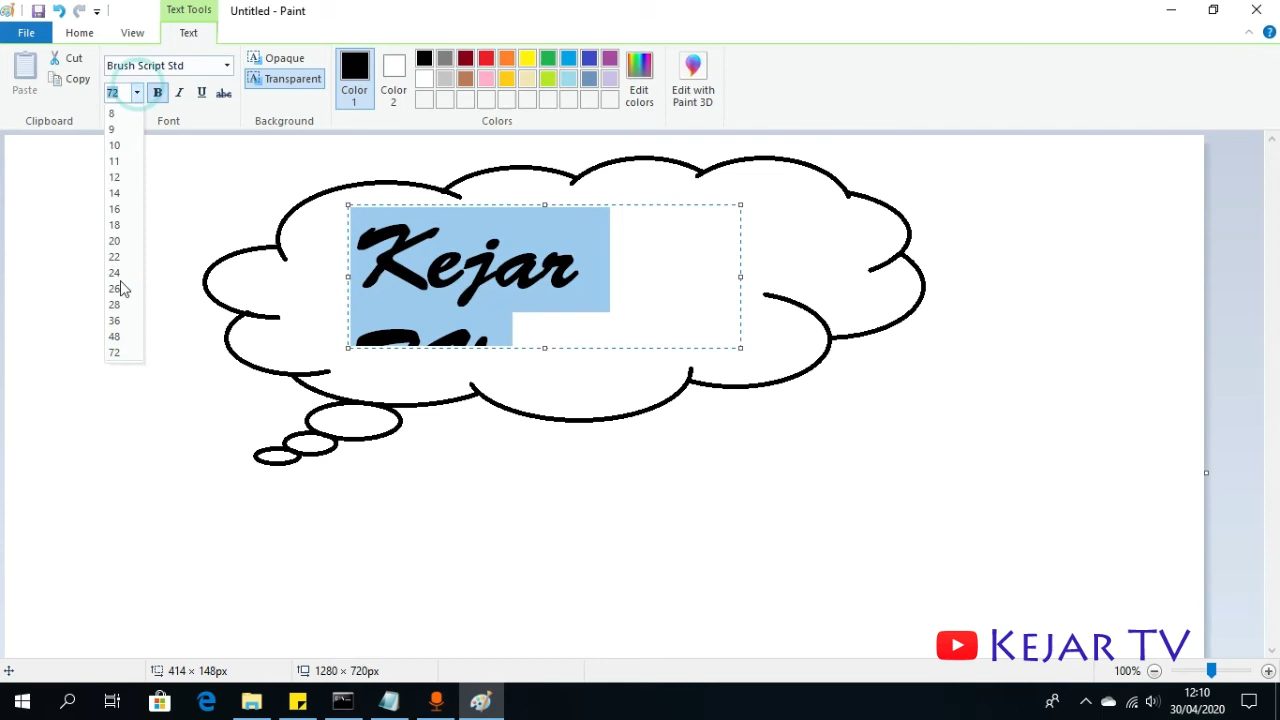 Text Tools
Untitled - Paint
File
Home
View
Text
Paste
Cut
Copy
Clipboard
Brush Script Std
72
B
I
U
abc
Font
8
9
10
11
12
14
16
18
20
22
24
26
28
36
48
72
Opaque
Transparent
Background
Color 1
Color 2
Edit colors
Colors
Edit with Paint 3D
Kejar
KEJAR TV
414 × 148px
1280 × 720px
100%
12:10
30/04/2020